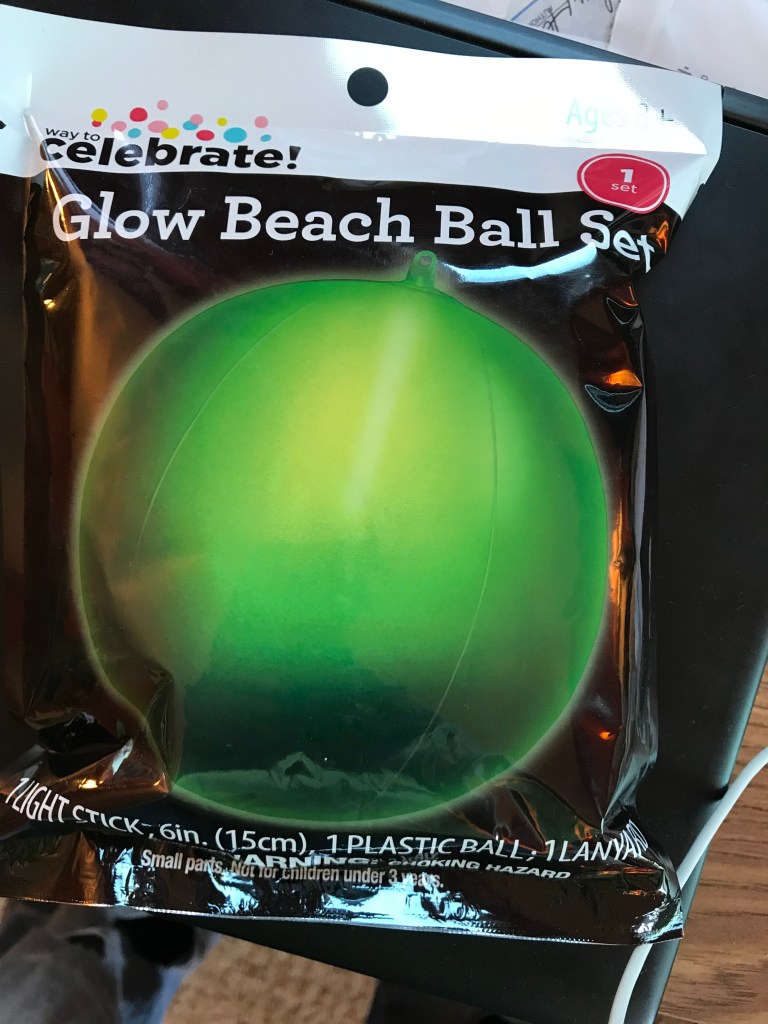 Ages 8+
way to
celebrate!
1
set
Glow Beach Ball Set
1 LIGHT STICK, 6in. (15cm), 1 PLASTIC BALL, 1 LANYARD
WARNING: CHOKING HAZARD
Small parts. Not for children under 3 years.